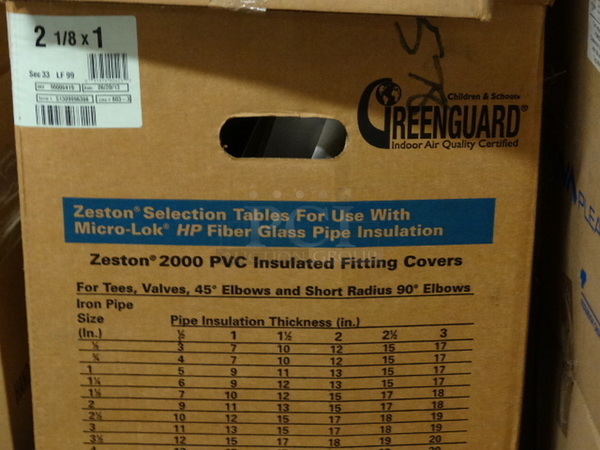 2 1/8 x 1
Sec 33 LF 99
Children & Schools
GREENGUARD®
Indoor Air Quality Certified
Zeston® Selection Tables For Use With
Micro-Lok® HP Fiber Glass Pipe Insulation
Zeston® 2000 PVC Insulated Fitting Covers
For Tees, Valves, 45° Elbows and Short Radius 90° Elbows
Iron Pipe
Size Pipe Insulation Thickness (in.)
(In.) ½ 1 1½ 2 2½ 3
½ 3 7 10 12 15 17
¾ 4 7 10 12 15 17
1 5 9 11 13 15 17
1¼ 6 9 12 13 15 17
1½ 7 10 12 15 17 18
2 9 11 13 15 17 18
2½ 10 12 15 17 18 19
3 11 13 15 17 18 19
3½ 12 15 17 18 19 20
PLEA